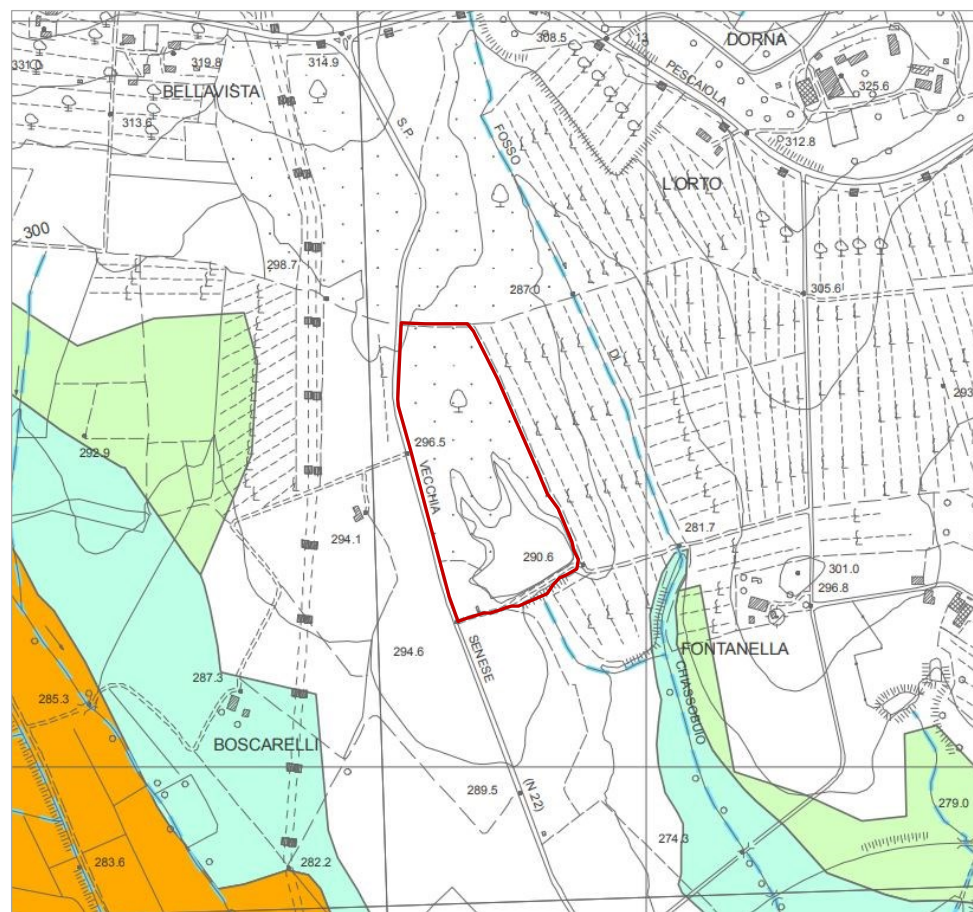 308.5
13
DORNA
319.8
314.9
331.0
BELLAVISTA
S.P.
PESCAIOLA
325.6
313.6
FOSSO
312.8
L'ORTO
300
298.7
287.0
305.6
DI
293
296.5
292.9
VECCHIA
294.1
290.6
281.7
301.0
296.8
294.6
SENESE
FONTANELLA
287.3
285.3
CHIASSOBUIO
BOSCARELLI
289.5
(N 22)
279.0
274.3
283.6
282.2